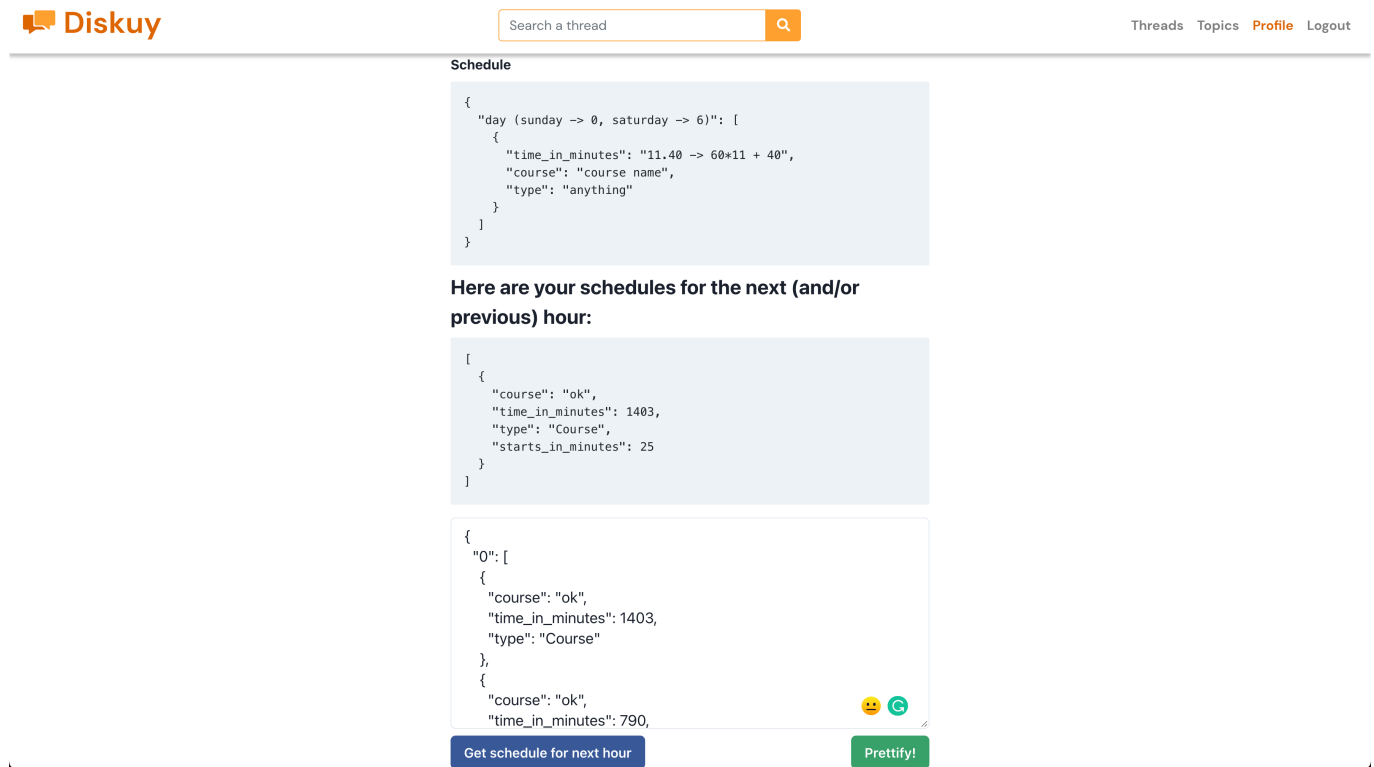 Diskuy
Search a thread
Threads Topics Profile Logout
Schedule
{
  "day (sunday -> 0, saturday -> 6)": [
    {
      "time_in_minutes": "11.40 -> 60*11 + 40",
      "course": "course name",
      "type": "anything"
    }
  ]
}
Here are your schedules for the next (and/or
previous) hour:
[
  {
    "course": "ok",
    "time_in_minutes": 1403,
    "type": "Course",
    "starts_in_minutes": 25
  }
]
{
  "0": [
    {
      "course": "ok",
      "time_in_minutes": 1403,
      "type": "Course"
    },
    {
      "course": "ok",
      "time_in_minutes": 790,
Get schedule for next hour
Prettify!